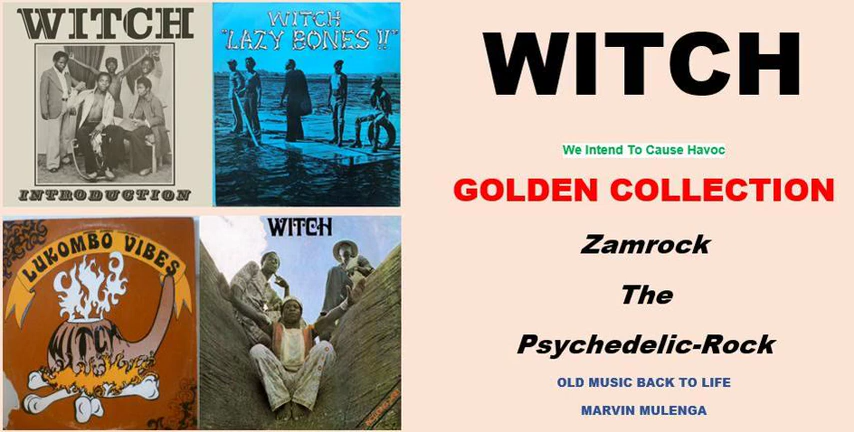 WITCH
INTRODUCTION
WITCH
"LAZY BONES !!"
LUKOMBO VIBES
WITCH
WITCH
WITCH
We Intend To Cause Havoc
GOLDEN COLLECTION
Zamrock
The
Psychedelic-Rock
OLD MUSIC BACK TO LIFE
MARVIN MULENGA